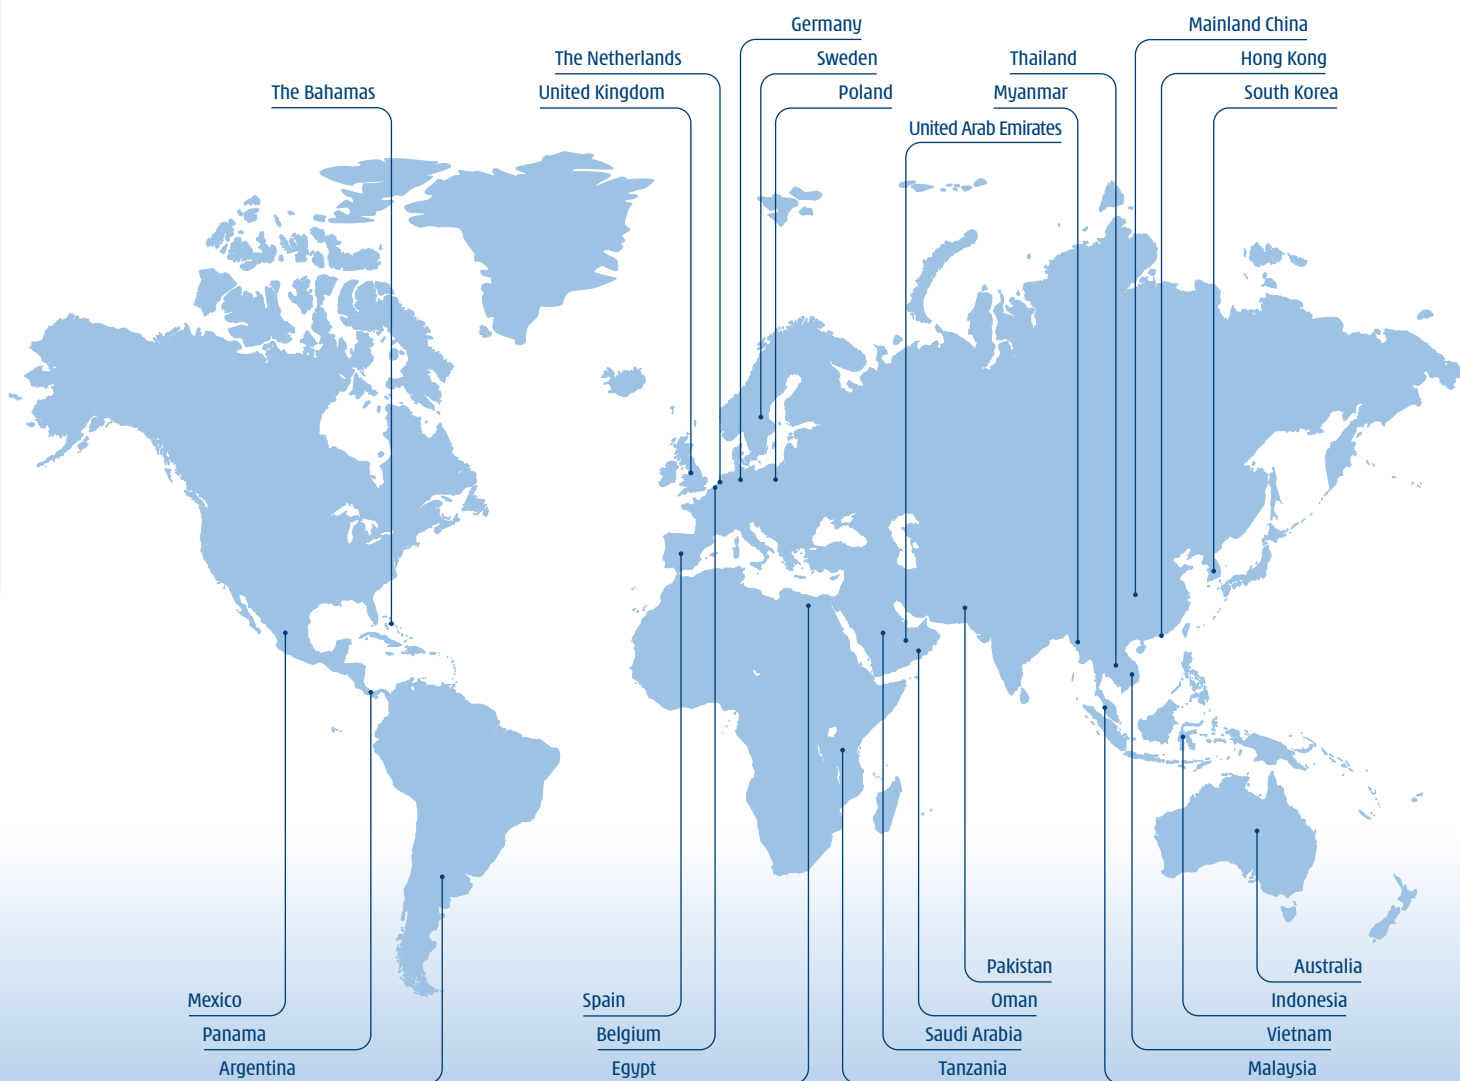 Germany
Mainland China
The Netherlands
Sweden
Thailand
Hong Kong
The Bahamas
United Kingdom
Poland
Myanmar
South Korea
United Arab Emirates
Pakistan
Australia
Mexico
Spain
Oman
Indonesia
Panama
Belgium
Saudi Arabia
Vietnam
Argentina
Egypt
Tanzania
Malaysia